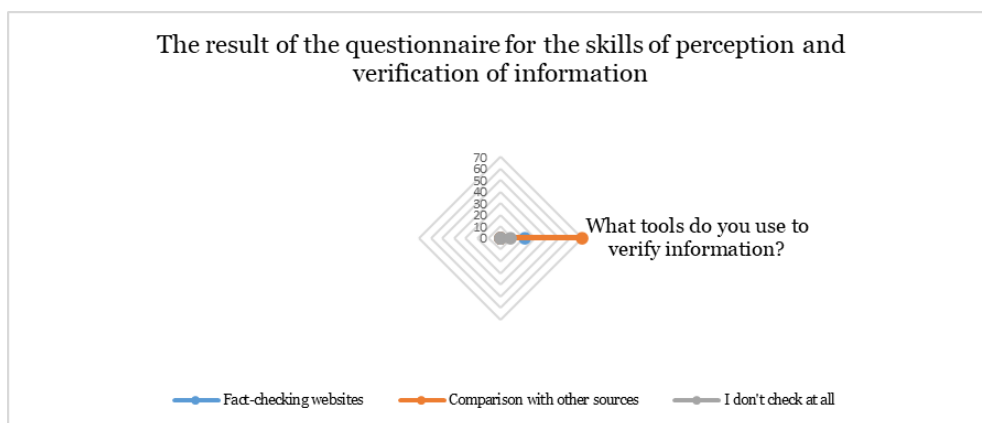 The result of the questionnaire for the skills of perception and
verification of information
70
60
50
40
30
20
10
0
What tools do you use to
verify information?
Fact-checking websites
Comparison with other sources
I don't check at all